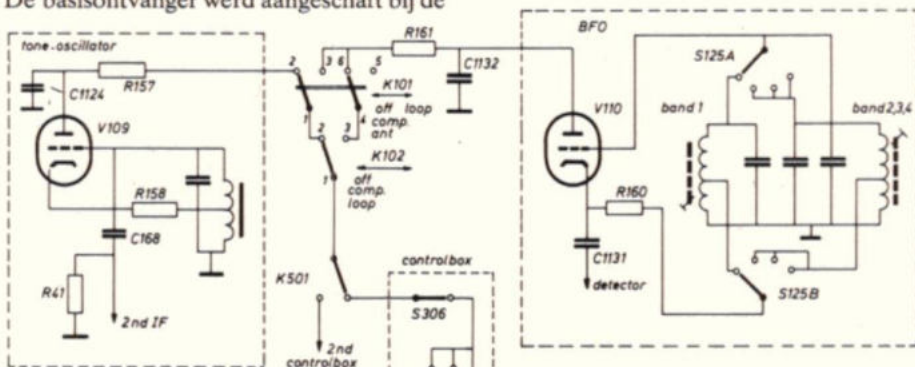 De basisontvanger werd aangeschaft bij de
tone-oscillator
R157
C1124
V109
R158
C168
R41
2nd IF
R161
C1132
2
3
6
5
K101
off loop
comp.
ant
1
4
2
3
K102
1
off
comp.
loop
K501
2nd
controlbox
controlbox
S306
BFO
S125A
V110
band 1
band 2,3,4
R160
C1131
detector
S125B